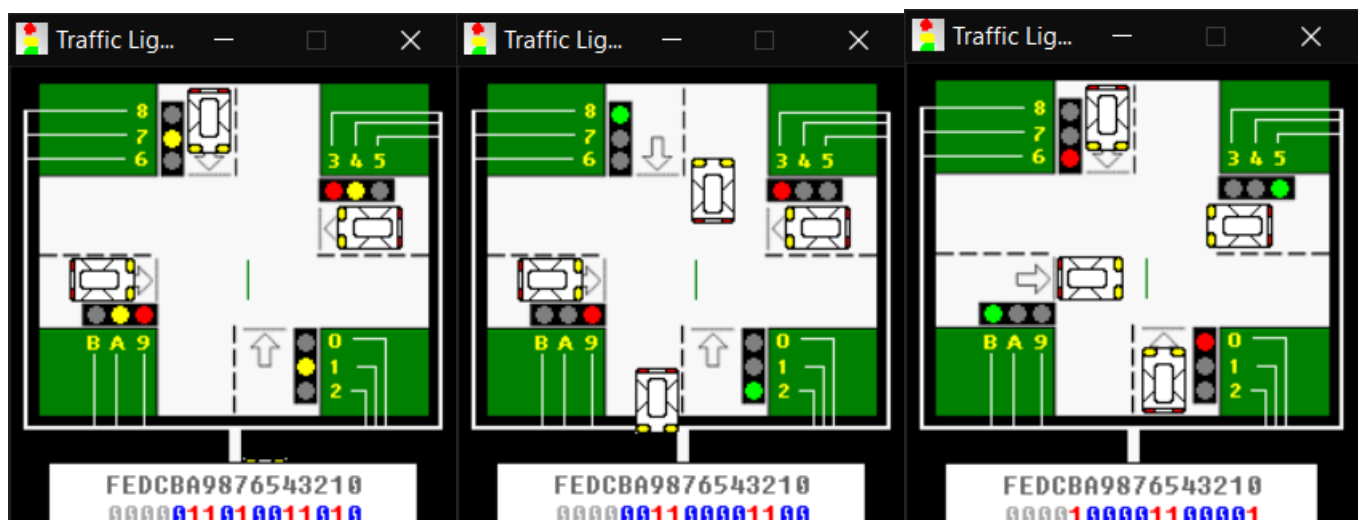 Traffic Lig...
8
7
6
3 4 5
B A 9
0
1
2
FEDCBA9876543210
0000011010011010
Traffic Lig...
8
7
6
3 4 5
B A 9
0
1
2
FEDCBA9876543210
0000001100001100
Traffic Lig...
8
7
6
3 4 5
B A 9
0
1
2
FEDCBA9876543210
0000100001100001